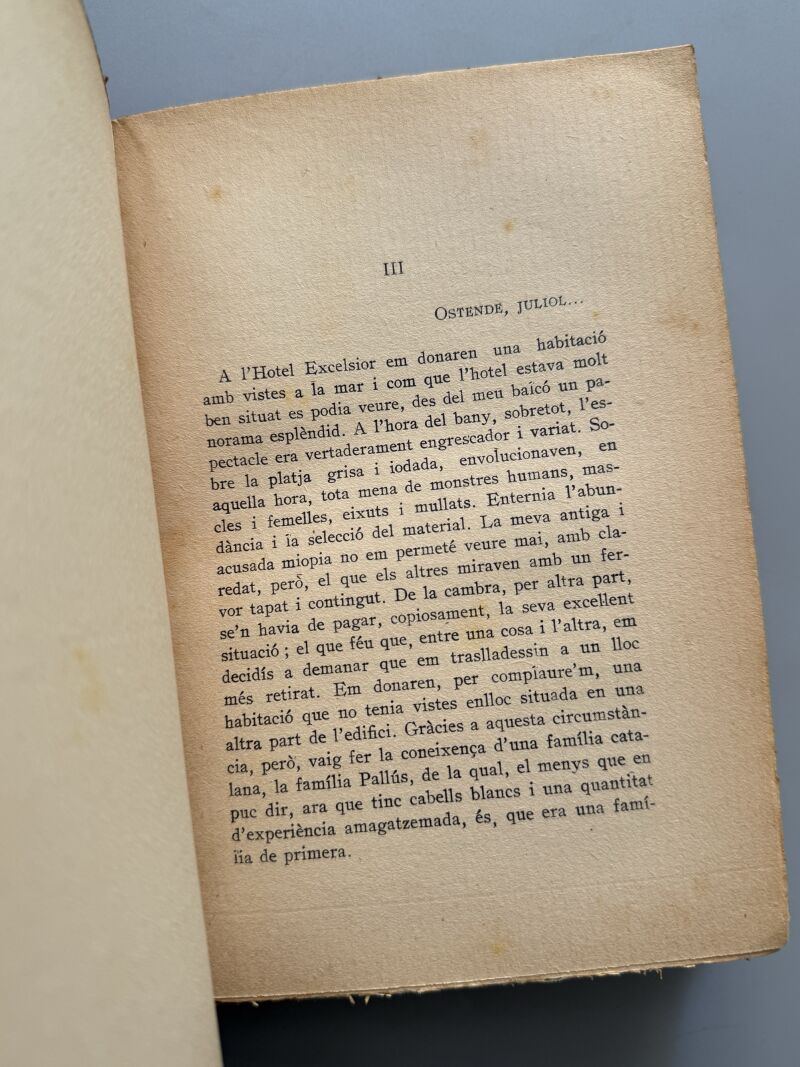 III
OSTENDE, JULIOL...
A l'Hotel Excelsior em donaren una habitació
amb vistes a la mar i com que l'hotel estava molt
ben situat es podia veure, des del meu baicó un pa-
norama esplèndid. A l'hora del bany, sobretot, l'es-
pectacle era vertaderament engrescador i variat. So-
bre la platja grisa i iodada, envolucionaven, en
aquella hora, tota mena de monstres humans, mas-
cles i femelles, eixuts i mullats. Enternia l'abun-
dància i la selecció del material. La meva antiga i
acusada miopia no em permeté veure mai, amb cla-
redat, però, el que els altres miraven amb un fer-
vor tapat i contingut. De la cambra, per altra part,
se'n havia de pagar, copiosament, la seva excellent
situació ; el que féu que, entre una cosa i l'altra, em
decidís a demanar que em traslladessin a un lloc
més retirat. Em donaren, per complaure'm, una
habitació que no tenia vistes enlloc situada en una
altra part de l'edifici. Gràcies a aquesta circumstàn-
cia, però, vaig fer la coneixença d'una família cata-
lana, la família Pallús, de la qual, el menys que en
puc dir, ara que tinc cabells blancs i una quantitat
d'experiència amagatzemada, és, que era una famí-
lia de primera.